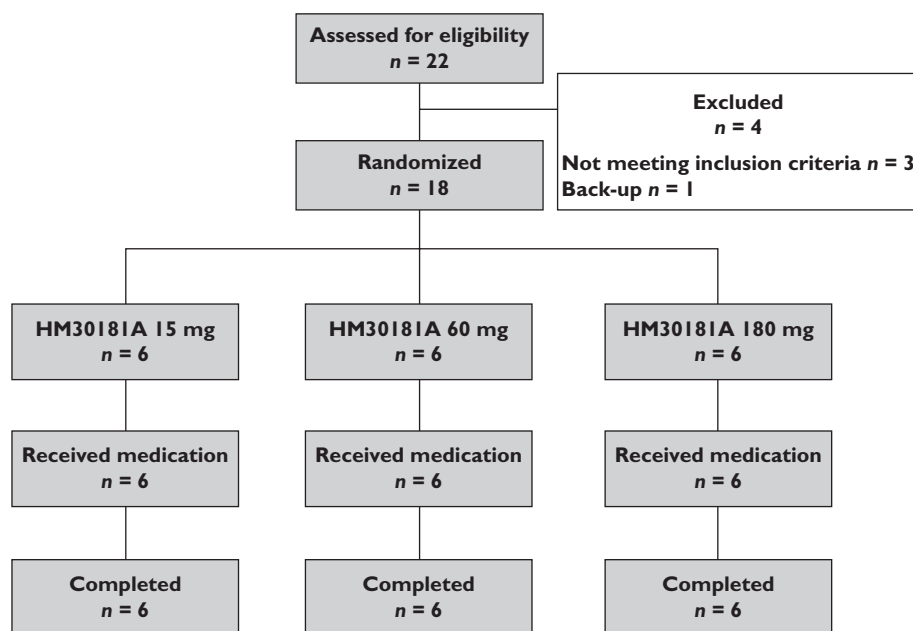 Assessed for eligibility
n = 22
Excluded
n = 4
Not meeting inclusion criteria n = 3
Back-up n = 1
Randomized
n = 18
HM30181A 15 mg
n = 6
HM30181A 60 mg
n = 6
HM30181A 180 mg
n = 6
Received medication
n = 6
Received medication
n = 6
Received medication
n = 6
Completed
n = 6
Completed
n = 6
Completed
n = 6